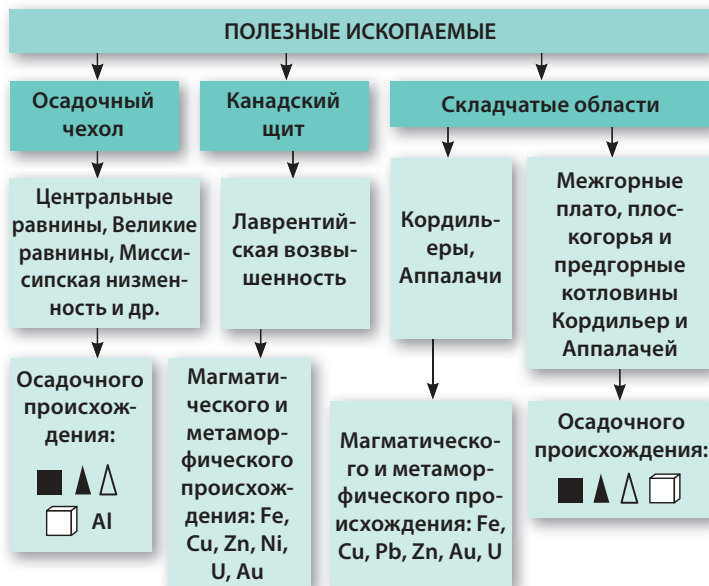 ПОЛЕЗНЫЕ ИСКОПАЕМЫЕ
Осадочный
чехол
Канадский
щит
Складчатые области
Центральные
равнины, Великие
равнины, Мисси-
сипская низмен-
ность и др.
Лаврентий-
ская возвы-
шенность
Кордиль-
еры,
Аппалачи
Межгорные
плато, плос-
когорья и
предгорные
котловины
Кордильер и
Аппалачей
Осадочного
происхож-
дения:
Al
Магмати-
ческого и
метамор-
фического
происхож-
дения: Fe,
Cu, Zn, Ni,
U, Au
Магматическо-
го и метамор-
фического про-
исхождения: Fe,
Cu, Pb, Zn, Au, U
Осадочного
происхождения: